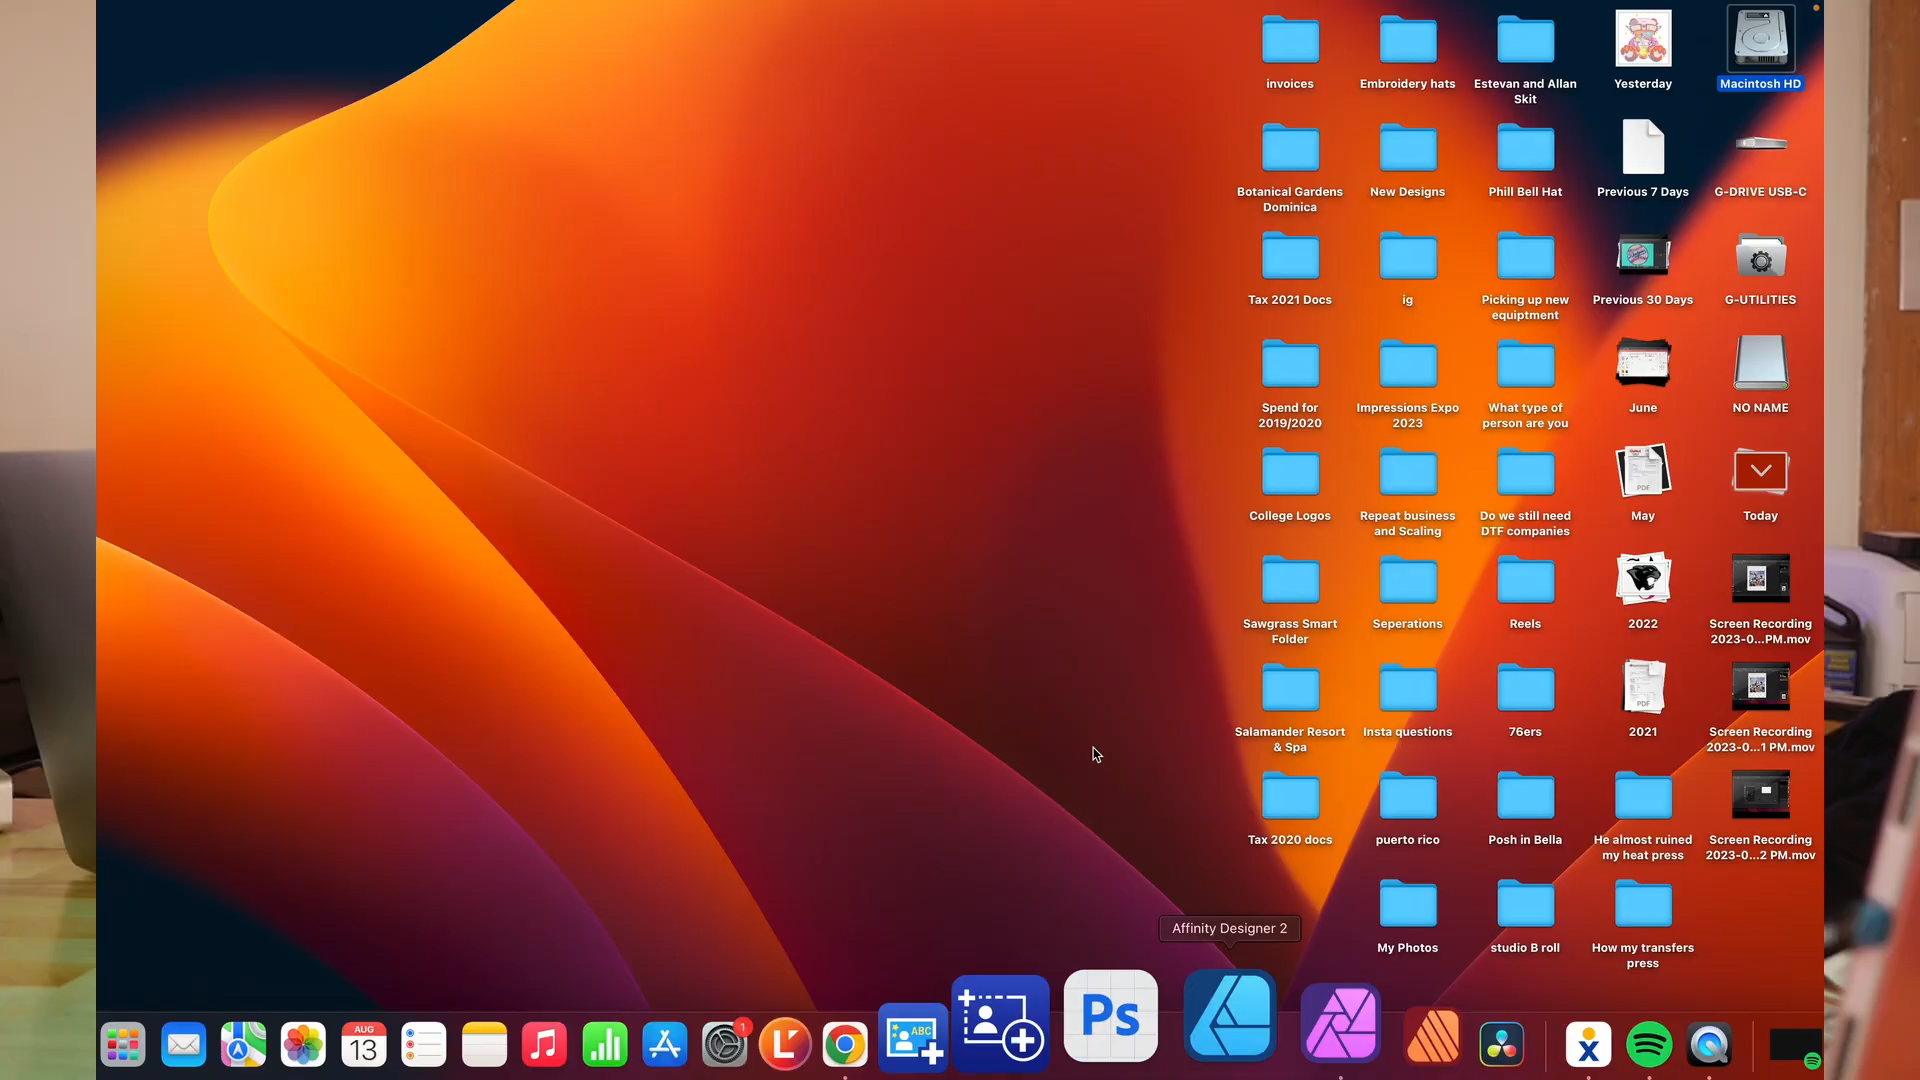 invoices
Embroidery hats
Estevan and Allan
Skit
Yesterday
Macintosh HD
Botanical Gardens
Dominica
New Designs
Phill Bell Hat
Previous 7 Days
G-DRIVE USB-C
Tax 2021 Docs
ig
Picking up new
equiptment
Previous 30 Days
G-UTILITIES
Spend for
2019/2020
Impressions Expo
2023
What type of
person are you
June
NO NAME
College Logos
Repeat business
and Scaling
Do we still need
DTF companies
PDF
May
Today
Sawgrass Smart
Folder
Seperations
Reels
2022
Screen Recording
2023-0...PM.mov
Salamander Resort
& Spa
Insta questions
76ers
PDF
2021
Screen Recording
2023-0...1 PM.mov
Tax 2020 docs
puerto rico
Posh in Bella
He almost ruined
my heat press
Screen Recording
2023-0...2 PM.mov
My Photos
studio B roll
How my transfers
press
Affinity Designer 2
AUG
13
1
ABC
Ps